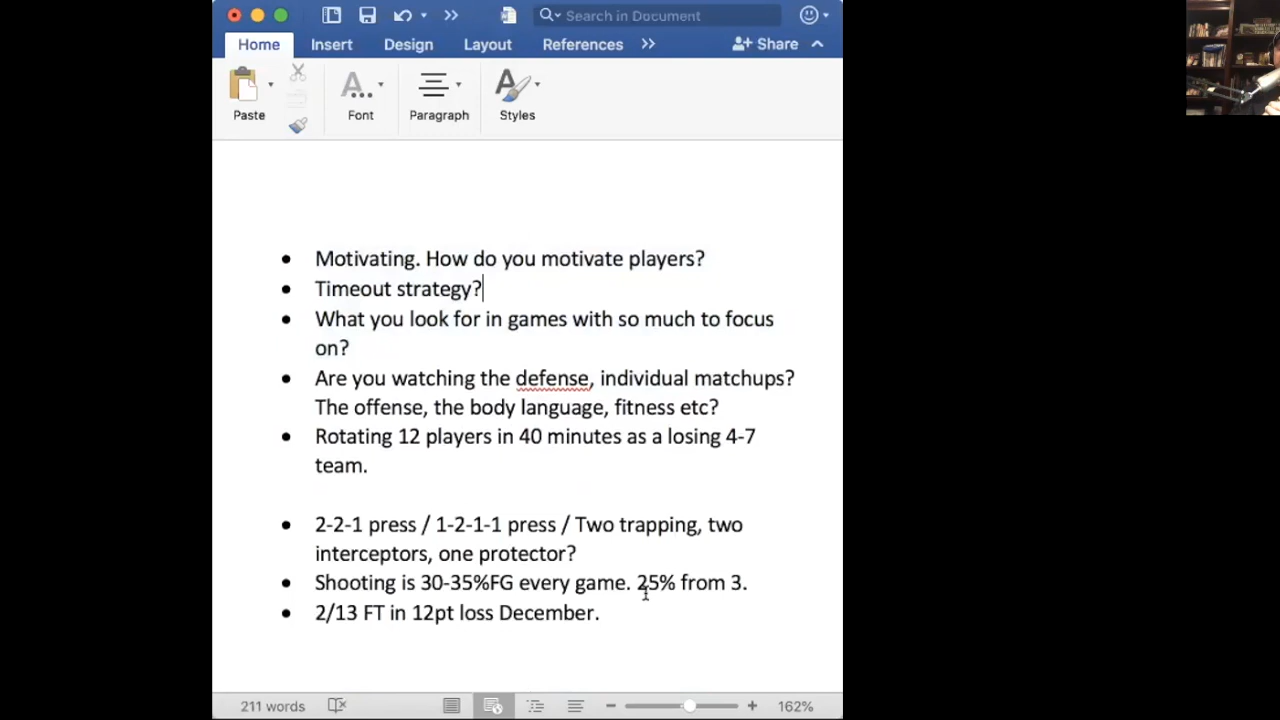 Search in Document
Home Insert Design Layout References Share
Paste Font Paragraph Styles
• Motivating. How do you motivate players?
• Timeout strategy?
• What you look for in games with so much to focus
on?
• Are you watching the defense, individual matchups?
The offense, the body language, fitness etc?
• Rotating 12 players in 40 minutes as a losing 4-7
team.
• 2-2-1 press / 1-2-1-1 press / Two trapping, two
interceptors, one protector?
• Shooting is 30-35%FG every game. 25% from 3.
• 2/13 FT in 12pt loss December.
211 words 162%